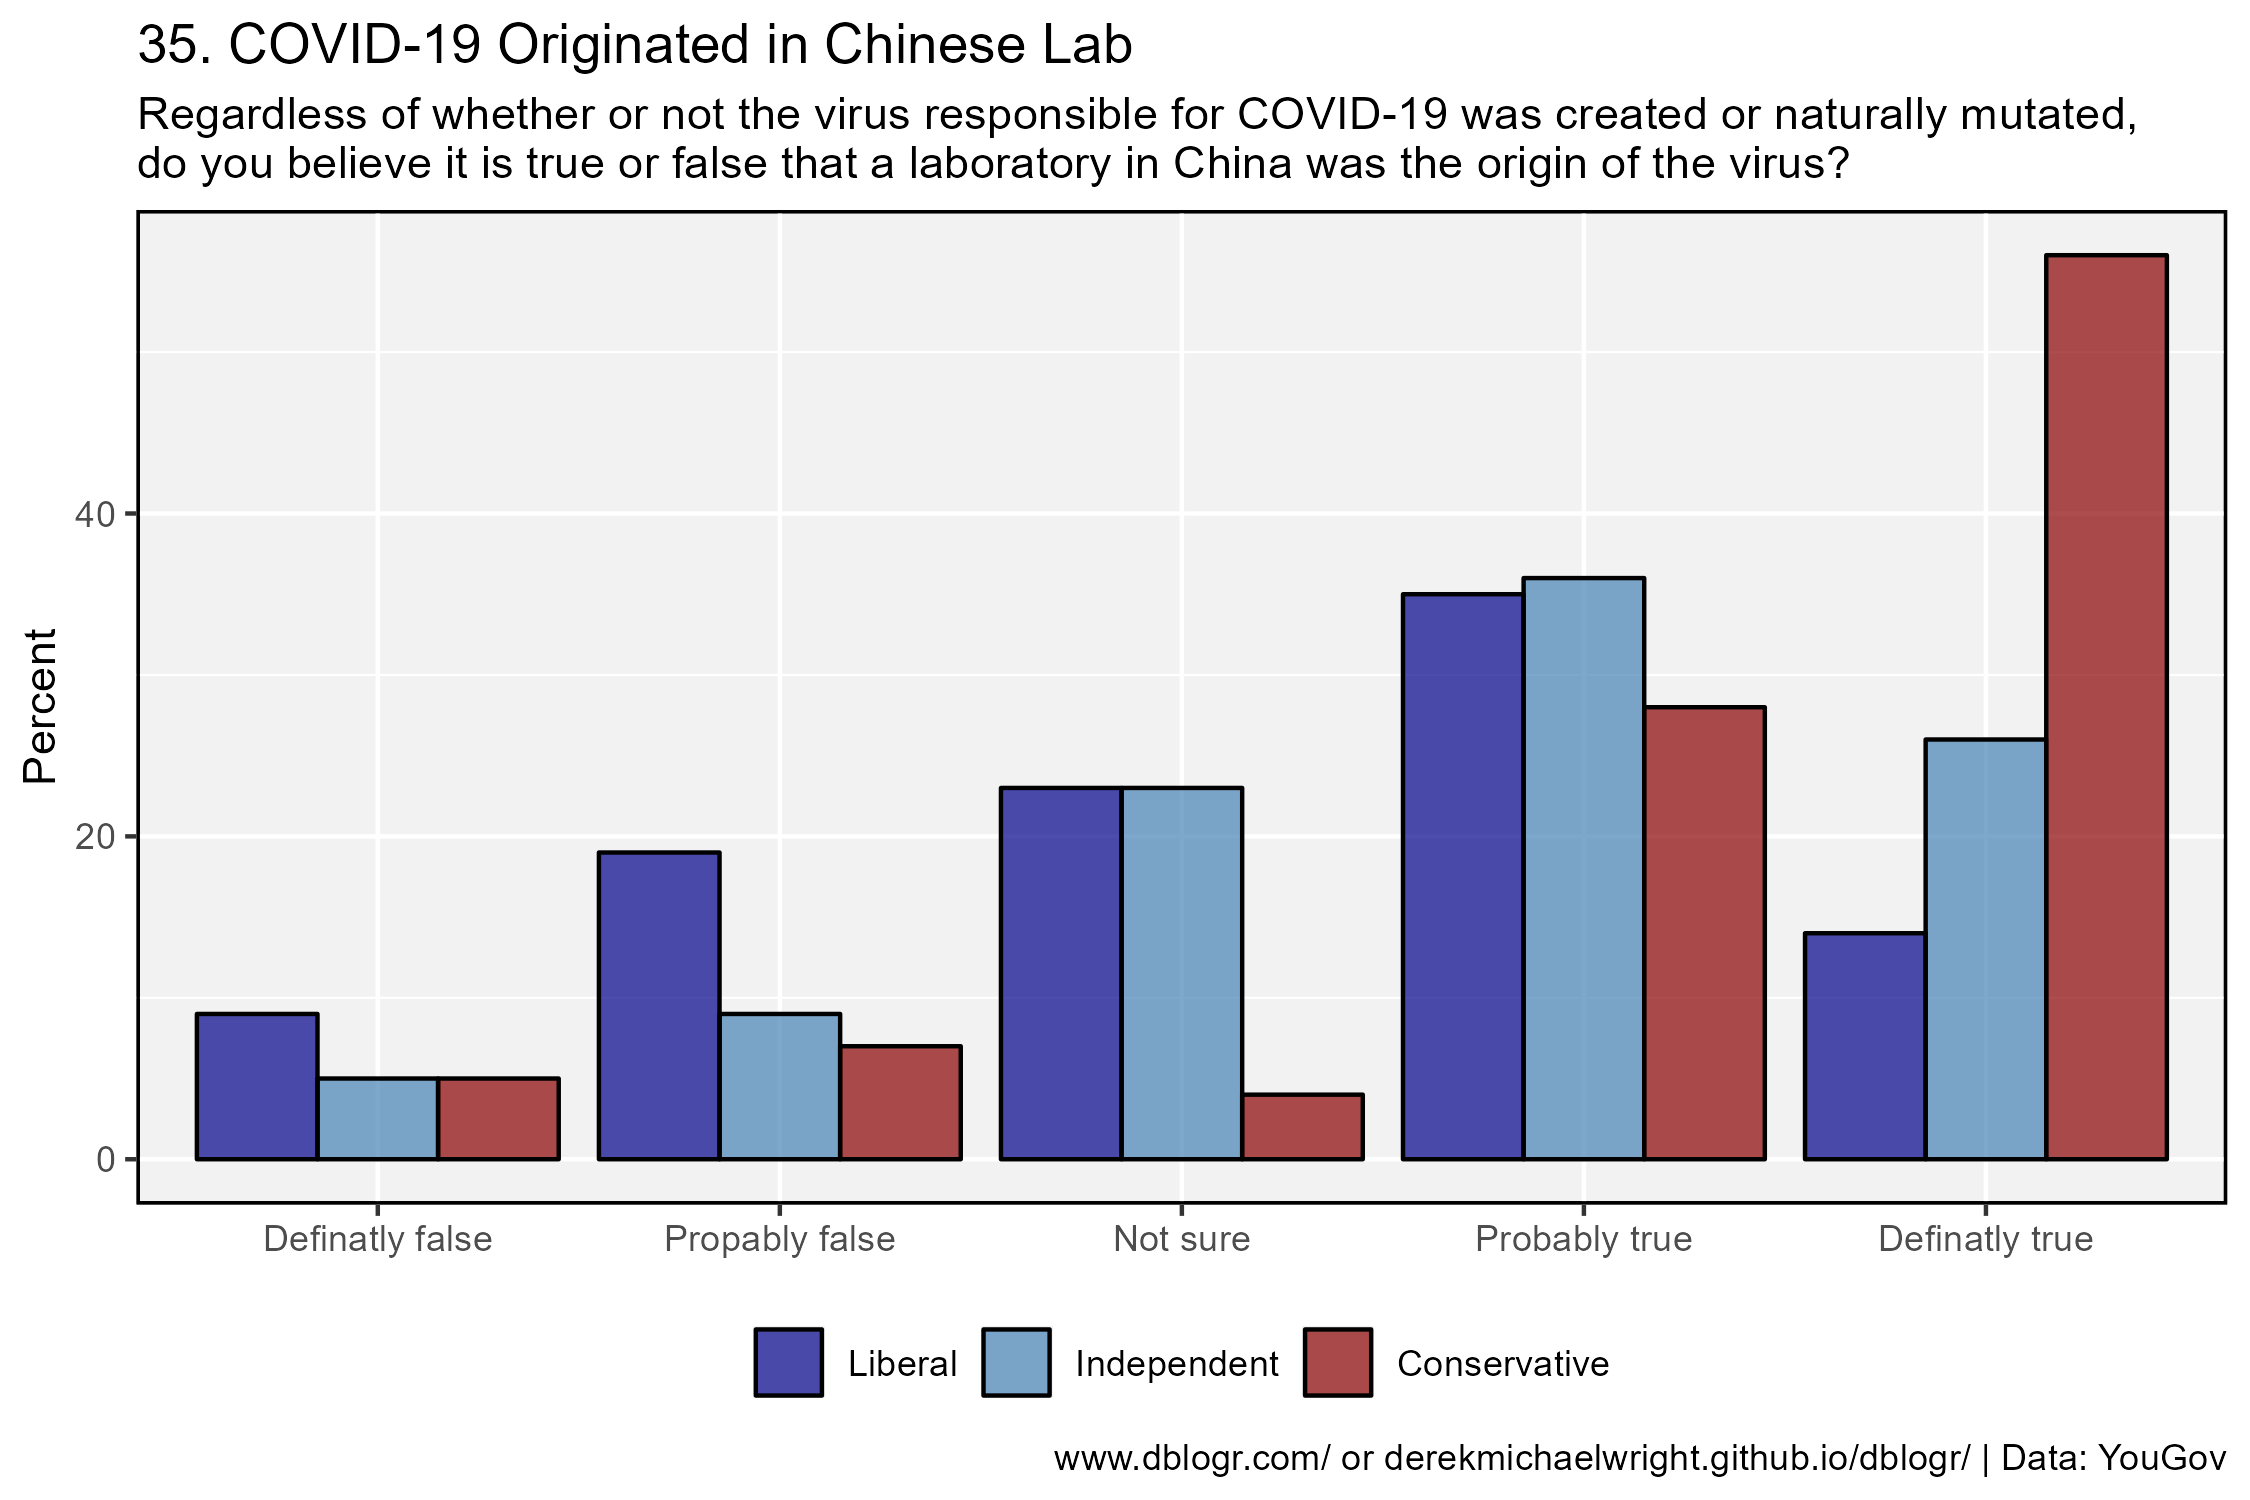 35. COVID-19 Originated in Chinese Lab
Regardless of whether or not the virus responsible for COVID-19 was created or naturally mutated,
do you believe it is true or false that a laboratory in China was the origin of the virus?
Percent
40
20
0
Definatly false
Propably false
Not sure
Probably true
Definatly true
Liberal
Independent
Conservative
www.dblogr.com/ or derekmichaelwright.github.io/dblogr/ | Data: YouGov